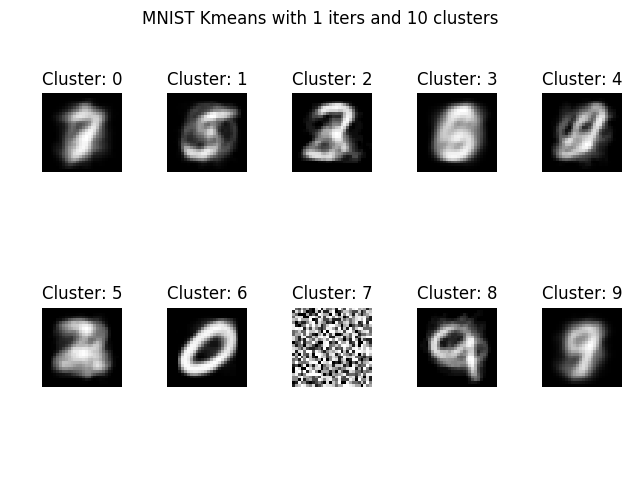 MNIST Kmeans with 1 iters and 10 clusters
Cluster: 0 Cluster: 1 Cluster: 2 Cluster: 3 Cluster: 4
Cluster: 5 Cluster: 6 Cluster: 7 Cluster: 8 Cluster: 9